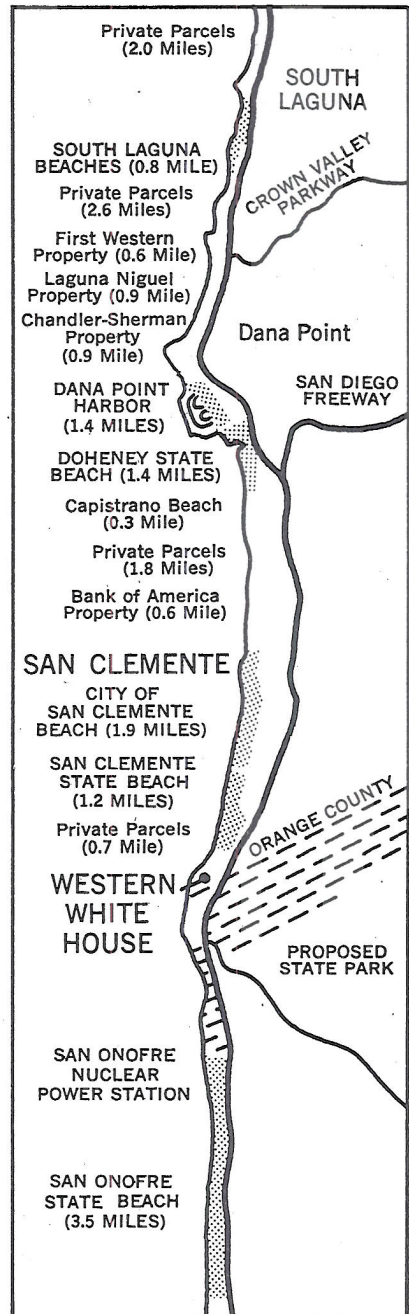 Private Parcels
(2.0 Miles)
SOUTH
LAGUNA
SOUTH LAGUNA
BEACHES (0.8 MILE)
CROWN VALLEY
PARKWAY
Private Parcels
(2.6 Miles)
First Western
Property (0.6 Mile)
Laguna Niguel
Property (0.9 Mile)
Chandler-Sherman
Property
(0.9 Mile)
Dana Point
SAN DIEGO
FREEWAY
DANA POINT
HARBOR
(1.4 MILES)
DOHENEY STATE
BEACH (1.4 MILES)
Capistrano Beach
(0.3 Mile)
Private Parcels
(1.8 Miles)
Bank of America
Property (0.6 Mile)
SAN CLEMENTE
CITY OF
SAN CLEMENTE
BEACH (1.9 MILES)
SAN CLEMENTE
STATE BEACH
(1.2 MILES)
Private Parcels
(0.7 Mile)
ORANGE COUNTY
WESTERN
WHITE
HOUSE
PROPOSED
STATE PARK
SAN ONOFRE
NUCLEAR
POWER STATION
SAN ONOFRE
STATE BEACH
(3.5 MILES)